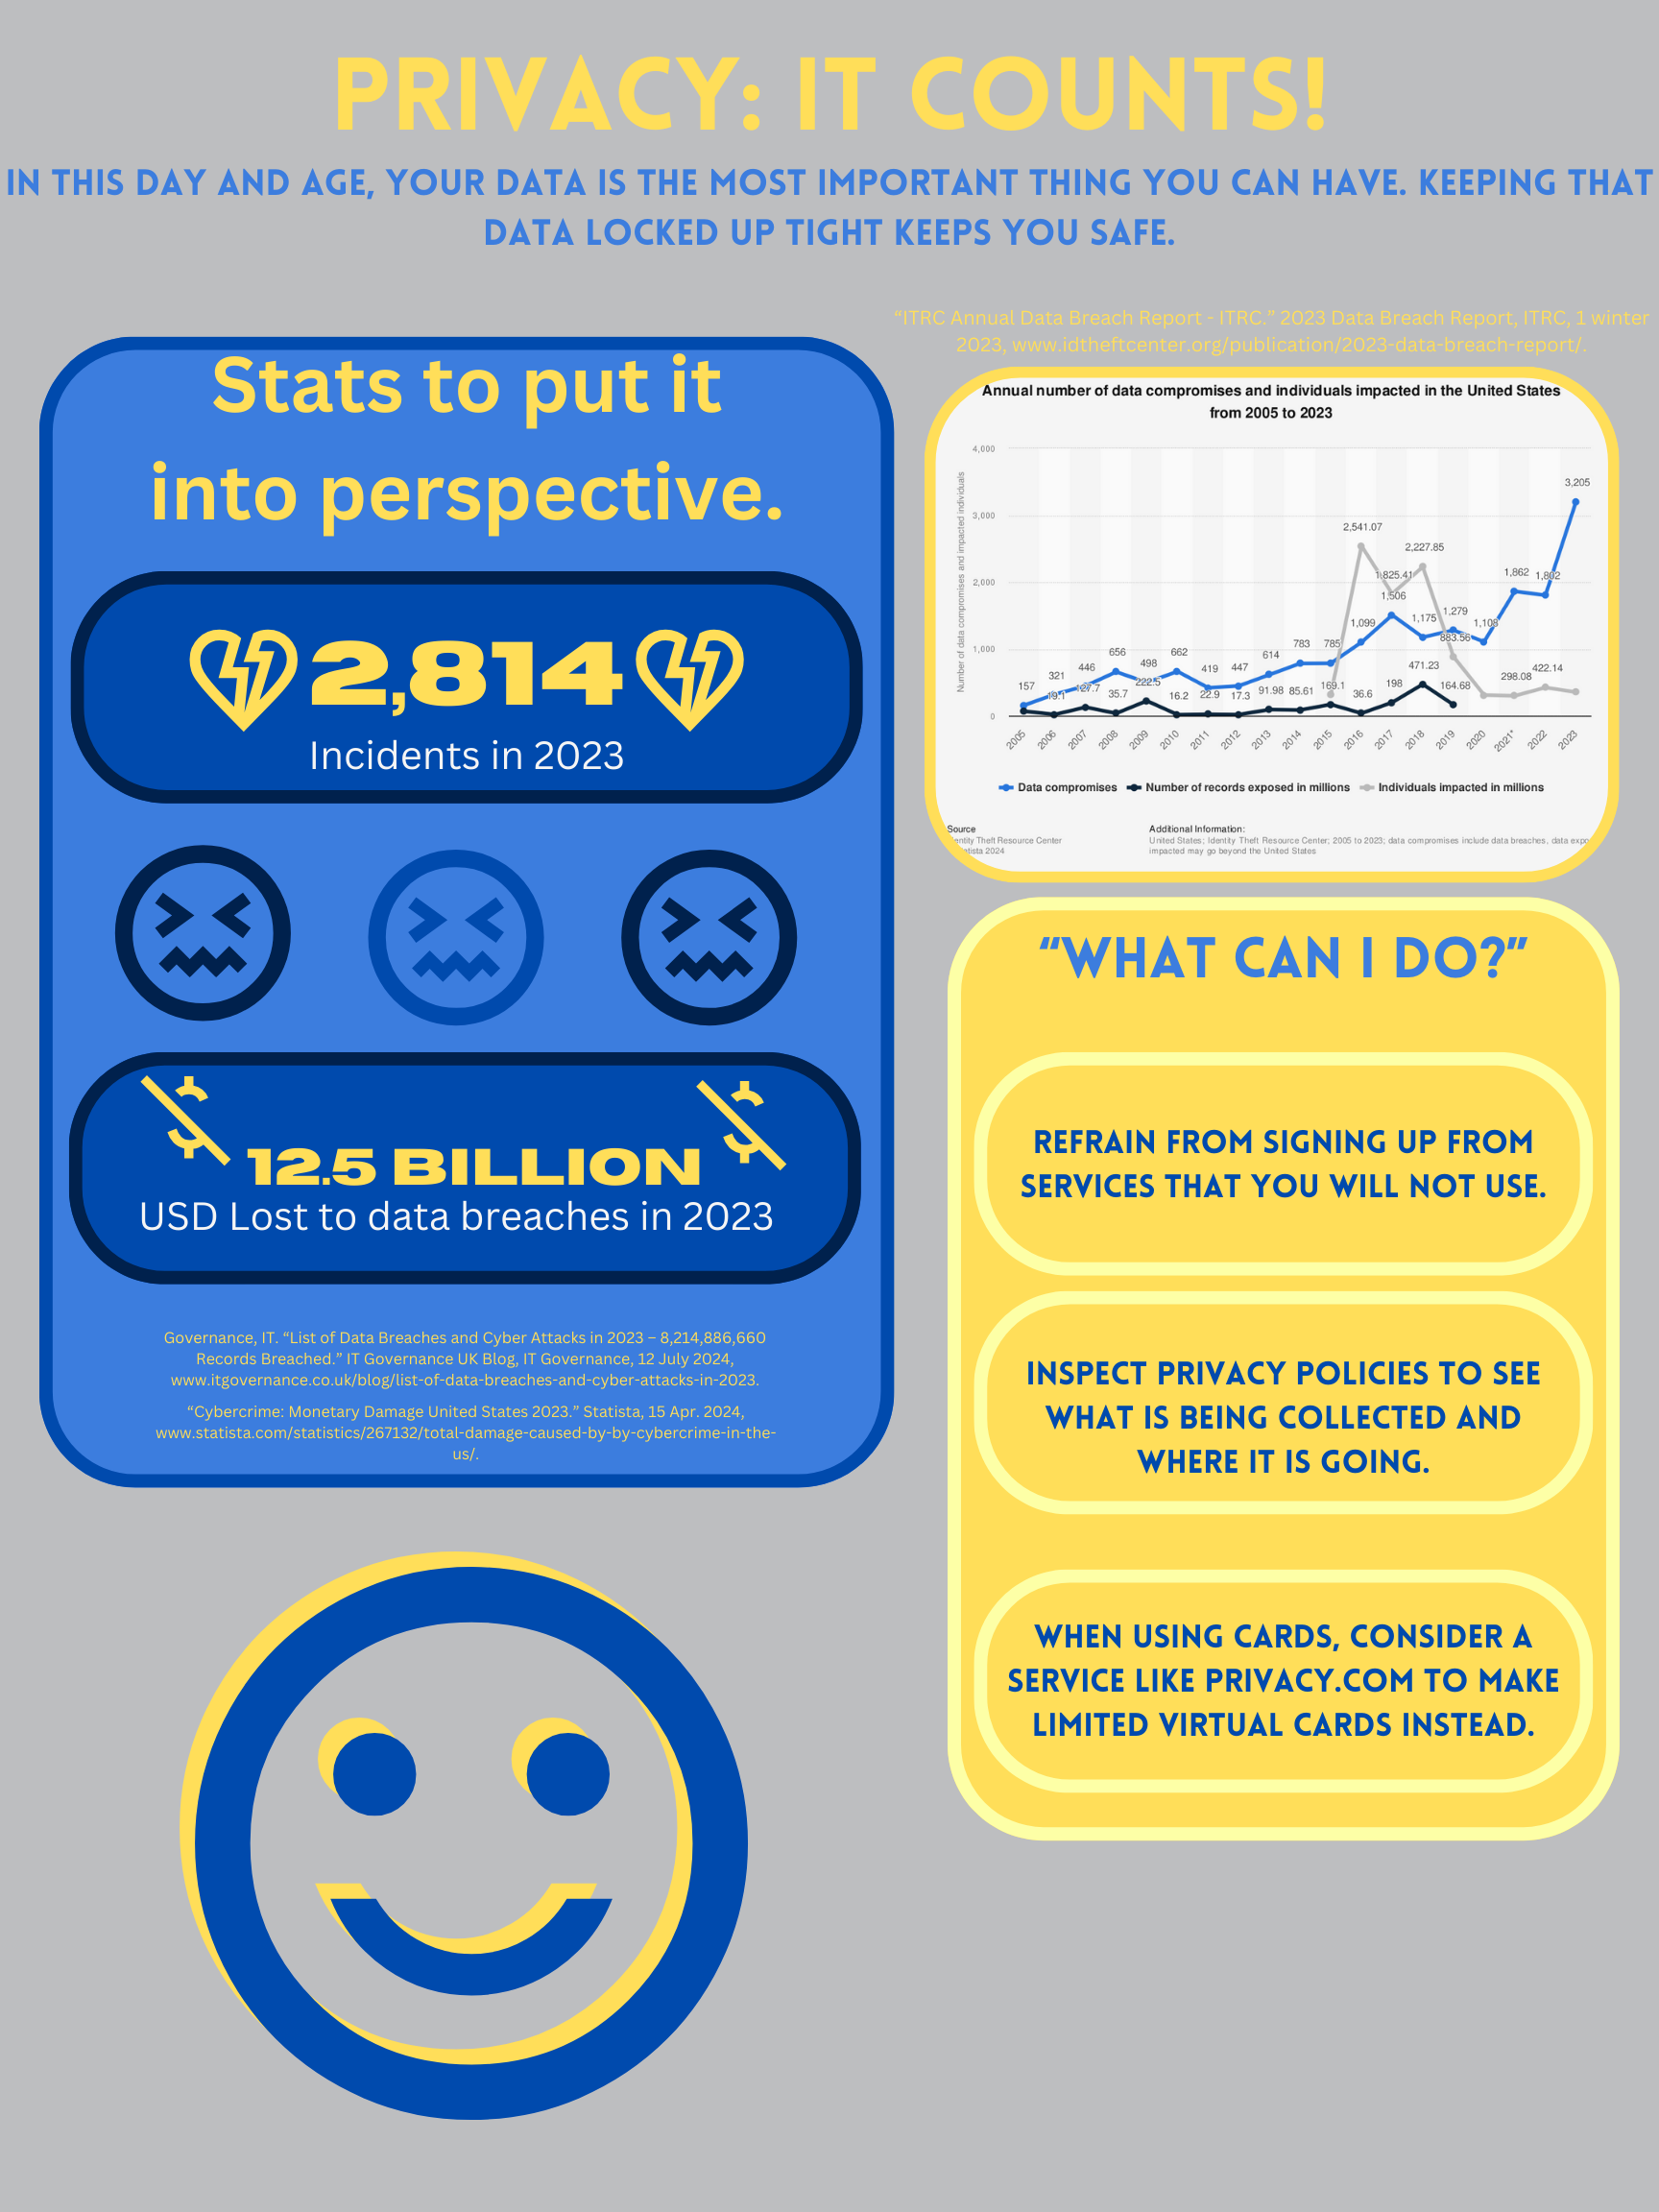 PRIVACY: IT COUNTS!
IN THIS DAY AND AGE, YOUR DATA IS THE MOST IMPORTANT THING YOU CAN HAVE. KEEPING THAT
DATA LOCKED UP TIGHT KEEPS YOU SAFE.
Stats to put it
into perspective.
2,814
Incidents in 2023
12.5 BILLION
USD Lost to data breaches in 2023
Governance, IT. “List of Data Breaches and Cyber Attacks in 2023 – 8,214,886,660
Records Breached.” IT Governance UK Blog, IT Governance, 12 July 2024,
www.itgovernance.co.uk/blog/list-of-data-breaches-and-cyber-attacks-in-2023.
“Cybercrime: Monetary Damage United States 2023.” Statista, 15 Apr. 2024,
www.statista.com/statistics/267132/total-damage-caused-by-by-cybercrime-in-the-
us/.
“ITRC Annual Data Breach Report - ITRC.” 2023 Data Breach Report, ITRC, 1 winter
2023, www.idtheftcenter.org/publication/2023-data-breach-report/.
Annual number of data compromises and individuals impacted in the United States
from 2005 to 2023
Number of data compromises and impacted individuals
4,000
3,000
2,000
1,000
0
157
321
446
656
498
662
419
447
614
783
785
1,099
1,506
1,175
1,279
1,108
1,862
1,802
3,205
19.1
127.7
35.7
222.5
16.2
22.9
17.3
91.98
85.61
169.1
36.6
198
471.23
164.68
2,541.07
1,825.41
2,227.85
883.56
298.08
422.14
2005
2006
2007
2008
2009
2010
2011
2012
2013
2014
2015
2016
2017
2018
2019
2020
2021*
2022
2023
Data compromises
Number of records exposed in millions
Individuals impacted in millions
Source
Identity Theft Resource Center
2024
Additional Information:
United States; Identity Theft Resource Center; 2005 to 2023; data compromises include data breaches, data
impacted may go beyond the United States
“WHAT CAN I DO?”
REFRAIN FROM SIGNING UP FROM
SERVICES THAT YOU WILL NOT USE.
INSPECT PRIVACY POLICIES TO SEE
WHAT IS BEING COLLECTED AND
WHERE IT IS GOING.
WHEN USING CARDS, CONSIDER A
SERVICE LIKE PRIVACY.COM TO MAKE
LIMITED VIRTUAL CARDS INSTEAD.